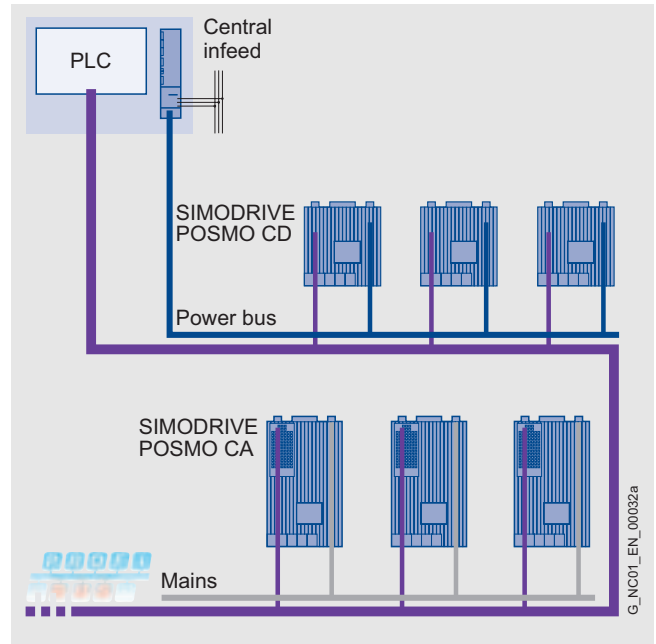 Central
infeed
PLC
SIMODRIVE
POSMO CD
Power bus
SIMODRIVE
POSMO CA
Mains
G_NC01_EN_00032a